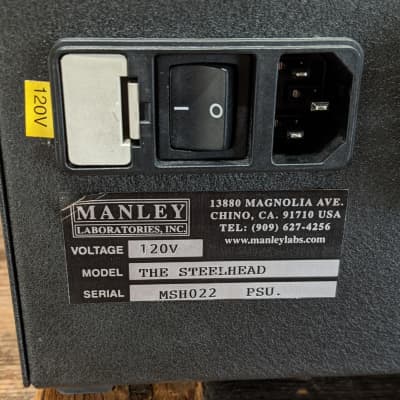 120V
I O
MANLEY
LABORATORIES, INC.
13880 MAGNOLIA AVE.
CHINO, CA. 91710 USA
TEL: (909) 627-4256
www.manleylabs.com
VOLTAGE 120V
MODEL THE STEELHEAD
SERIAL MSH022 PSU.